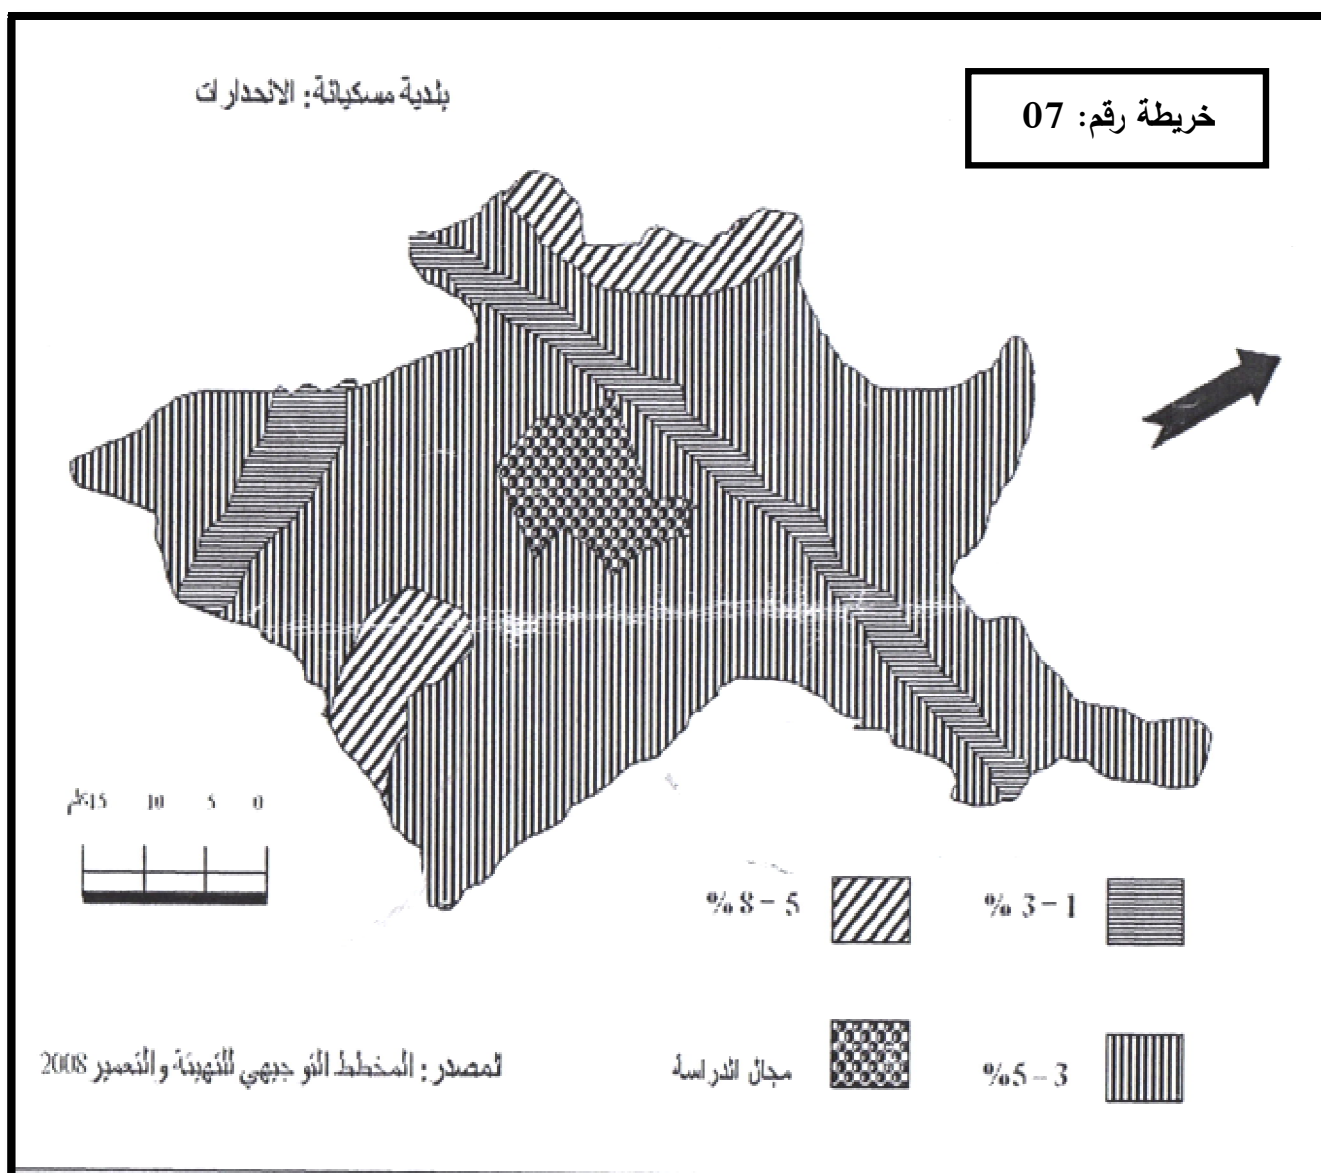 خريطة رقم: 07
بلدية مسكيانة: الانحدارات
0 5 10 15كلم
1 – 3 %
5 – 8 %
3 – 5%
مجال الدراسة
المصدر: المخطط التوجيهي للتهيئة والتعمير 2008